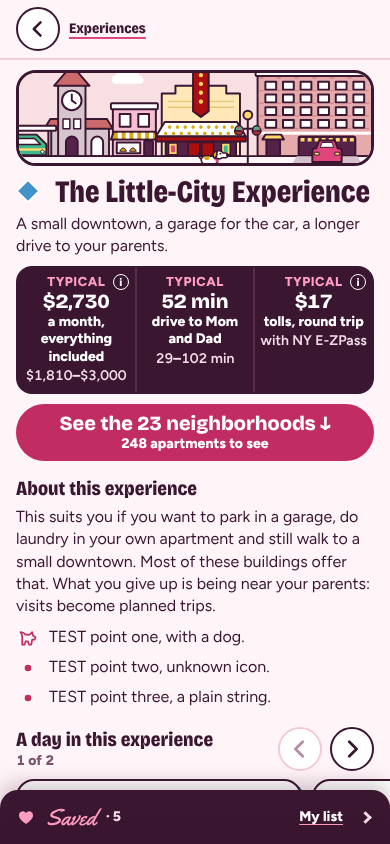 Experiences
The Little-City Experience
A small downtown, a garage for the car, a longer
drive to your parents.
TYPICAL
$2,730
a month,
everything
included
$1,810–$3,000
TYPICAL
52 min
drive to Mom
and Dad
29–102 min
TYPICAL
$17
tolls, round trip
with NY E-ZPass
See the 23 neighborhoods ↓
248 apartments to see
About this experience
This suits you if you want to park in a garage, do
laundry in your own apartment and still walk to a
small downtown. Most of these buildings offer
that. What you give up is being near your parents:
visits become planned trips.
TEST point one, with a dog.
TEST point two, unknown icon.
TEST point three, a plain string.
A day in this experience
1 of 2
Saved · 5
My list